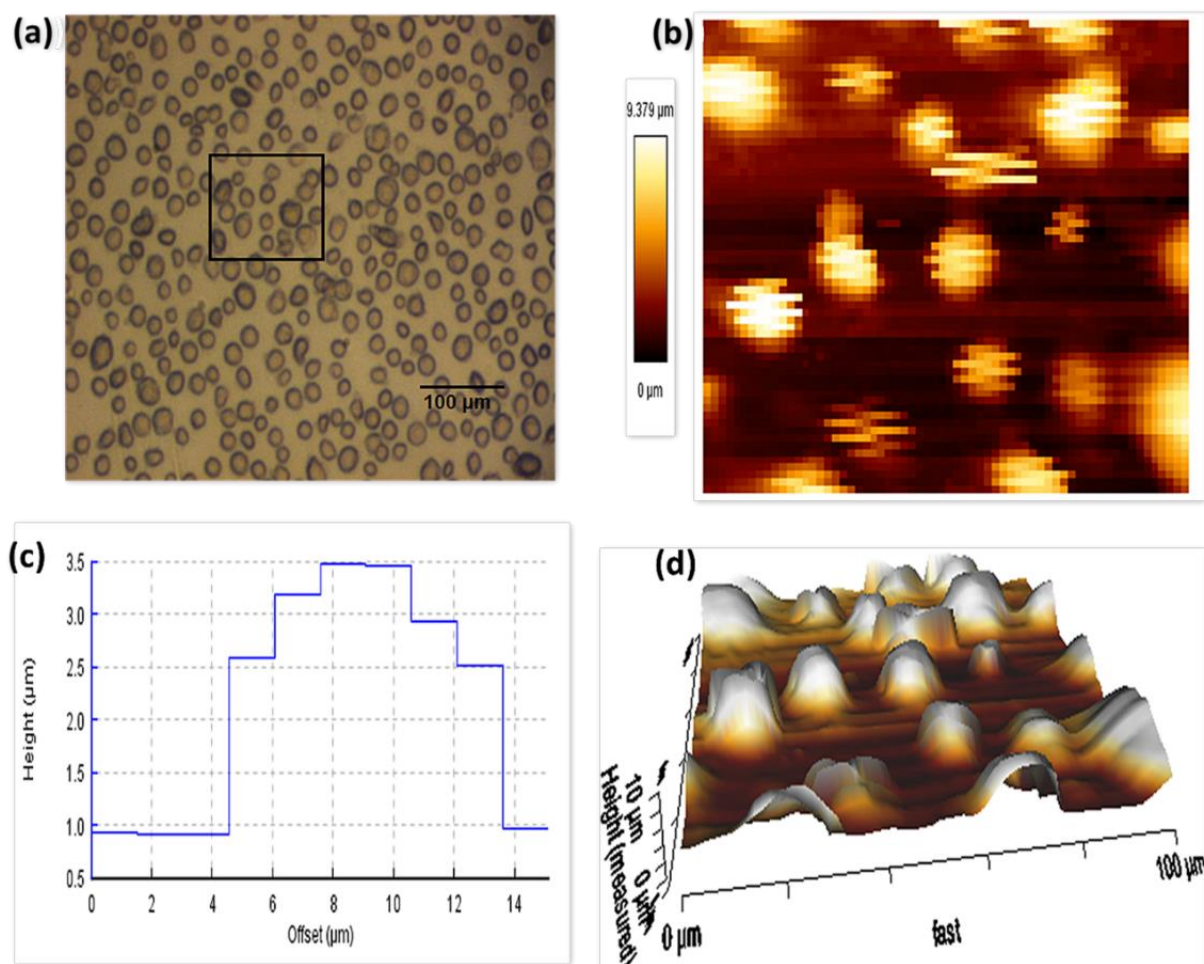 (a)
100 µm
(b)
9.379 µm
0 µm
(c)
3.5
3.0
2.5
2.0
1.5
1.0
0.5
Height (µm)
0 2 4 6 8 10 12 14
Offset (µm)
(d)
10 µm
0 µm
Height (measured)
0 µm
fast
100 µm